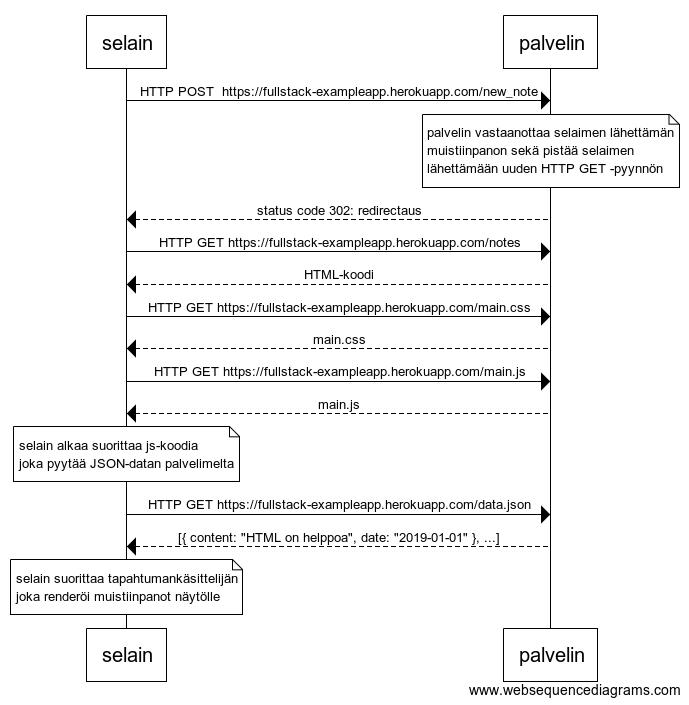 selain
palvelin
HTTP POST  https://fullstack-exampleapp.herokuapp.com/new_note
palvelin vastaanottaa selaimen lähettämän
muistiinpanon sekä pistää selaimen
lähettämään uuden HTTP GET -pyynnön
status code 302: redirectaus
HTTP GET https://fullstack-exampleapp.herokuapp.com/notes
HTML-koodi
HTTP GET https://fullstack-exampleapp.herokuapp.com/main.css
main.css
HTTP GET https://fullstack-exampleapp.herokuapp.com/main.js
main.js
selain alkaa suorittaa js-koodia
joka pyytää JSON-datan palvelimelta
HTTP GET https://fullstack-exampleapp.herokuapp.com/data.json
[{ content: "HTML on helppoa", date: "2019-01-01" }, ...]
selain suorittaa tapahtumankäsittelijän
joka renderöi muistiinpanot näytölle
selain
palvelin
www.websequencediagrams.com